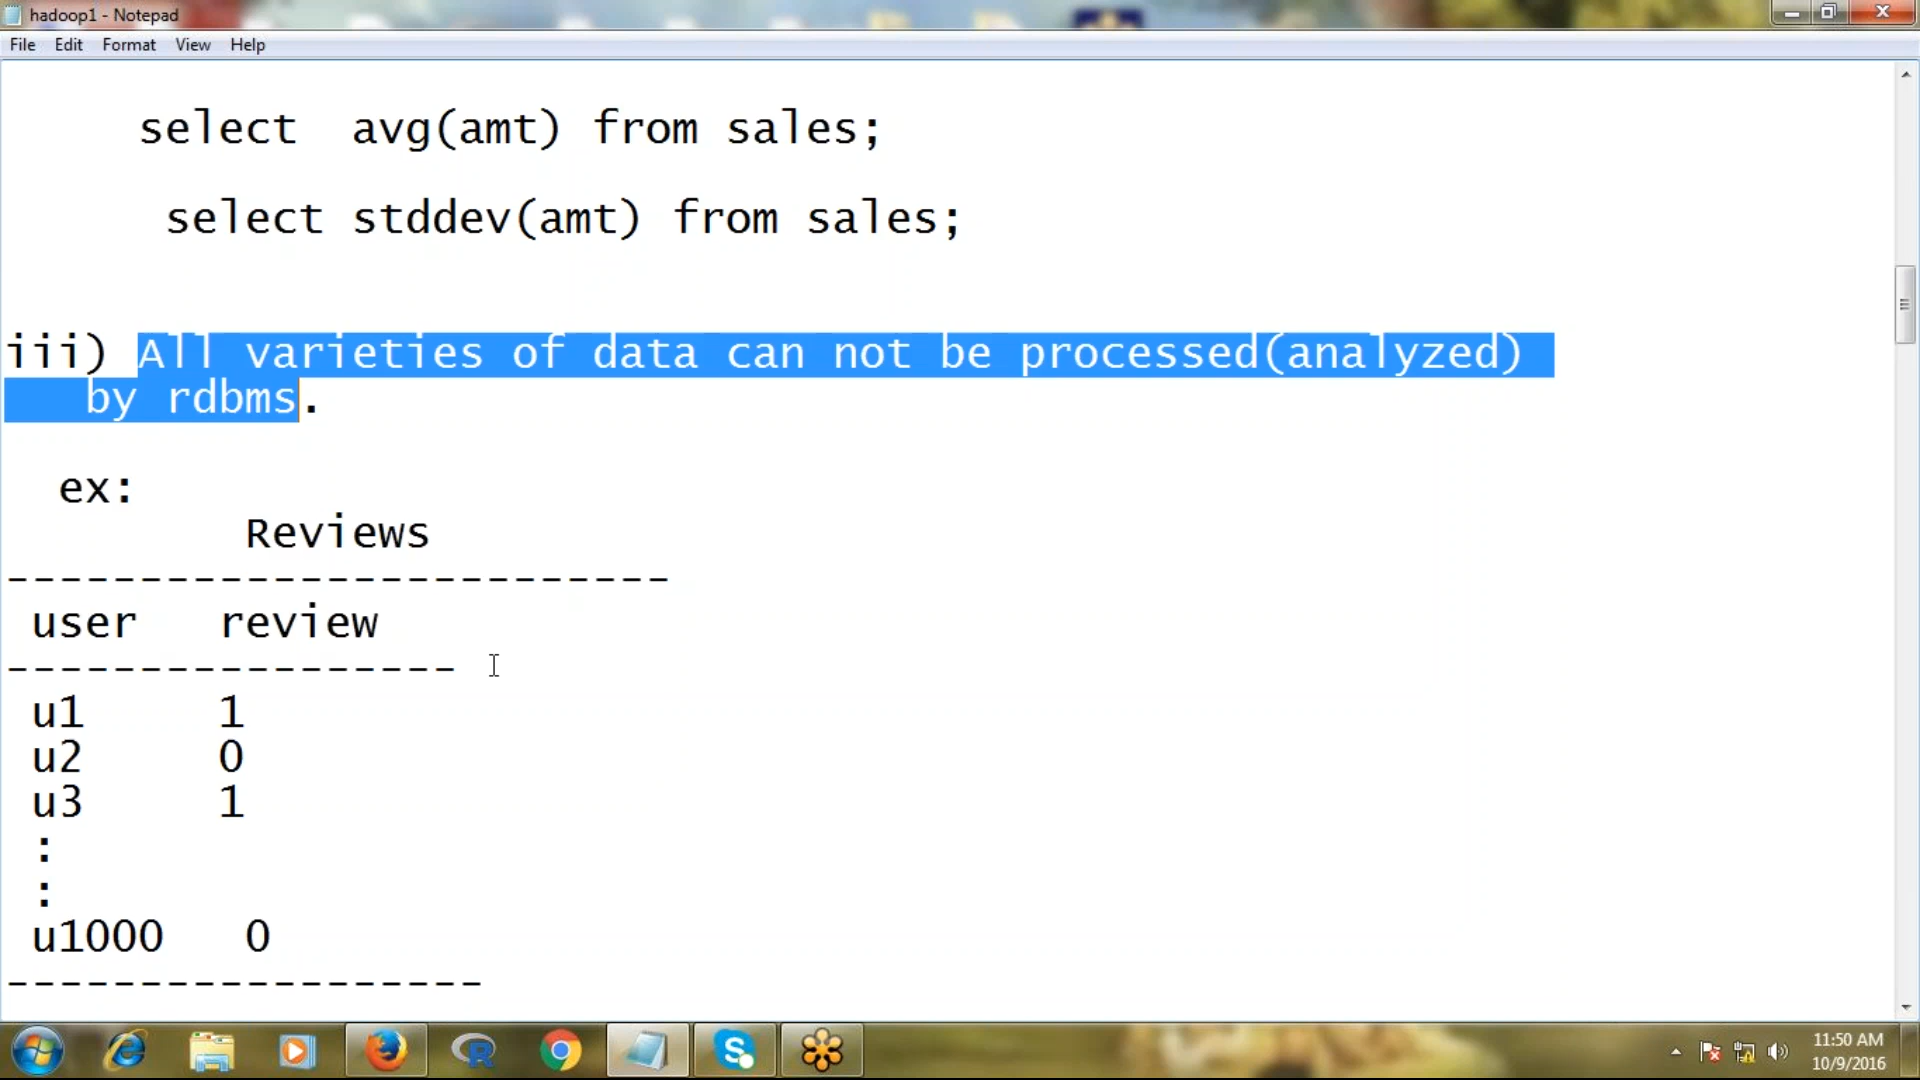 hadoop1 - Notepad
File Edit Format View Help
select avg(amt) from sales;
select stddev(amt) from sales;
iii) All varieties of data can not be processed(analyzed)
by rdbms.
ex:
Reviews
-------------------------
user review
-----------------
u1 1
u2 0
u3 1
:
:
u1000 0
------------------
11:50 AM
10/9/2016